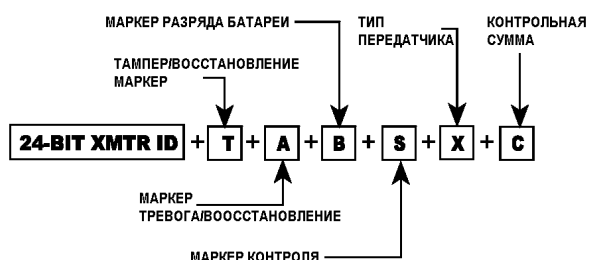 МАРКЕР РАЗРЯДА БАТАРЕИ
ТИП
ПЕРЕДАТЧИКА
КОНТРОЛЬНАЯ
СУММА
ТАМПЕР/ВОССТАНОВЛЕНИЕ
МАРКЕР
24-BIT XMTR ID + T + A + B + S + X + C
МАРКЕР
ТРЕВОГА/ВООССТАНОВЛЕНИЕ
МАРКЕР КОНТРОЛЯ